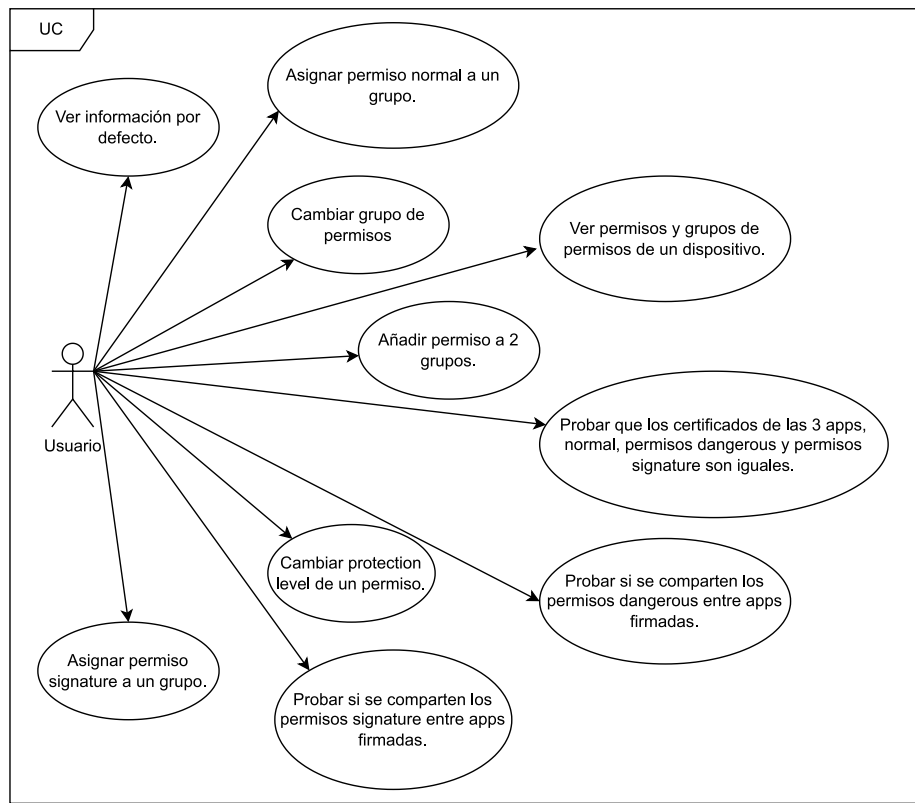 UC
Asignar permiso normal a un
grupo.
Ver información por
defecto.
Cambiar grupo de
permisos
Ver permisos y grupos de
permisos de un dispositivo.
Añadir permiso a 2
grupos.
Usuario
Probar que los certificados de las 3 apps,
normal, permisos dangerous y permisos
signature son iguales.
Cambiar protection
level de un permiso.
Probar si se comparten los
permisos dangerous entre apps
firmadas.
Asignar permiso
signature a un grupo.
Probar si se comparten los
permisos signature entre apps
firmadas.